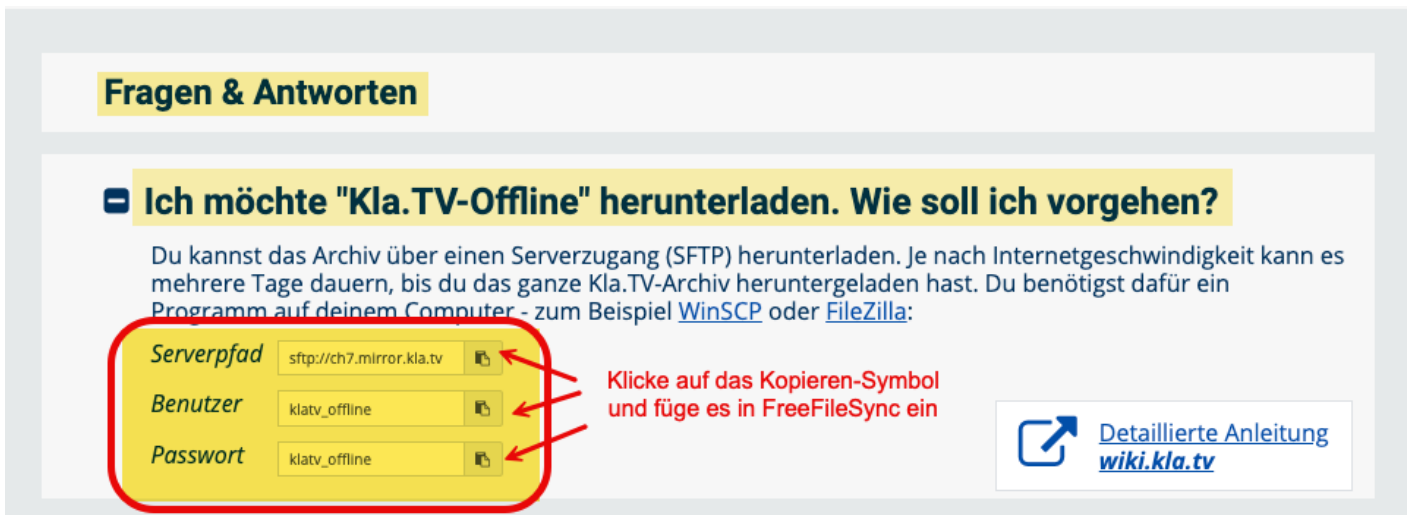 Fragen & Antworten
Ich möchte "Kla.TV-Offline" herunterladen. Wie soll ich vorgehen?
Du kannst das Archiv über einen Serverzugang (SFTP) herunterladen. Je nach Internetgeschwindigkeit kann es
mehrere Tage dauern, bis du das ganze Kla.TV-Archiv heruntergeladen hast. Du benötigst dafür ein
Programm auf deinem Computer - zum Beispiel WinSCP oder FileZilla:
Serverpfad sftp://ch7.mirror.kla.tv
Benutzer klatv_offline
Passwort klatv_offline
Klicke auf das Kopieren-Symbol
und füge es in FreeFileSync ein
Detaillierte Anleitung
wiki.kla.tv